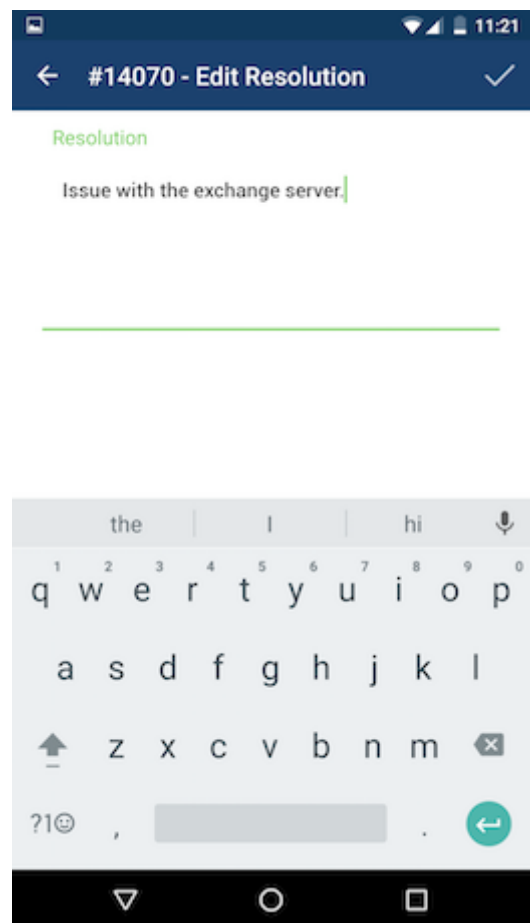 11:21
#14070 - Edit Resolution
Resolution
Issue with the exchange server.
the I hi
1 2 3 4 5 6 7 8 9 0
q w e r t y u i o p
a s d f g h j k l
z x c v b n m
?1☺ , .